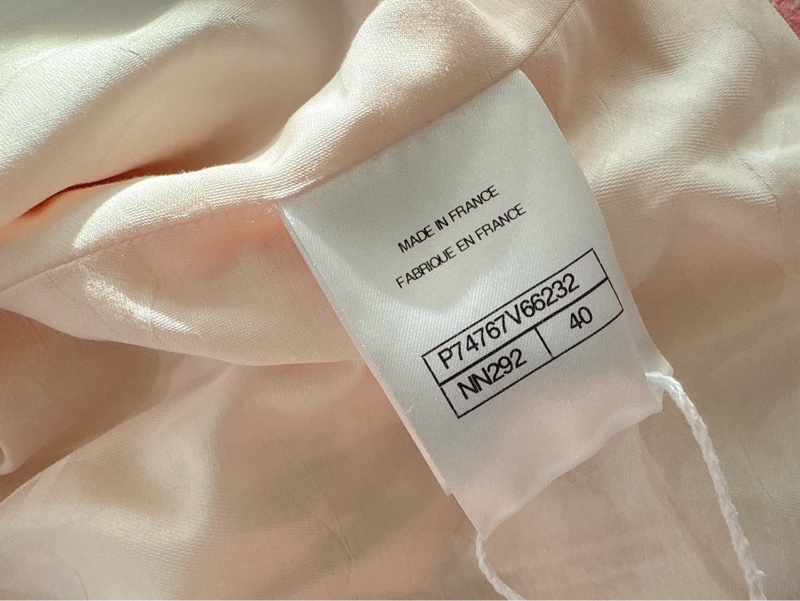 MADE IN FRANCE
FABRIQUE EN FRANCE
P74767V66232
NN292 40